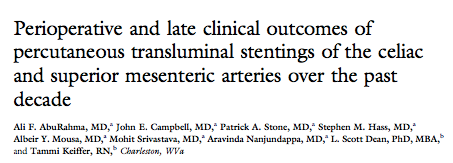 Perioperative and late clinical outcomes of
percutaneous transluminal stentings of the celiac
and superior mesenteric arteries over the past
decade
Ali F. AbuRahma, MD,a John E. Campbell, MD,a Patrick A. Stone, MD,a Stephen M. Hass, MD,a
Albeir Y. Mousa, MD,a Mohit Srivastava, MD,a Aravinda Nanjundappa, MD,a L. Scott Dean, PhD, MBA,b
and Tammi Keiffer, RN,b Charleston, WVa